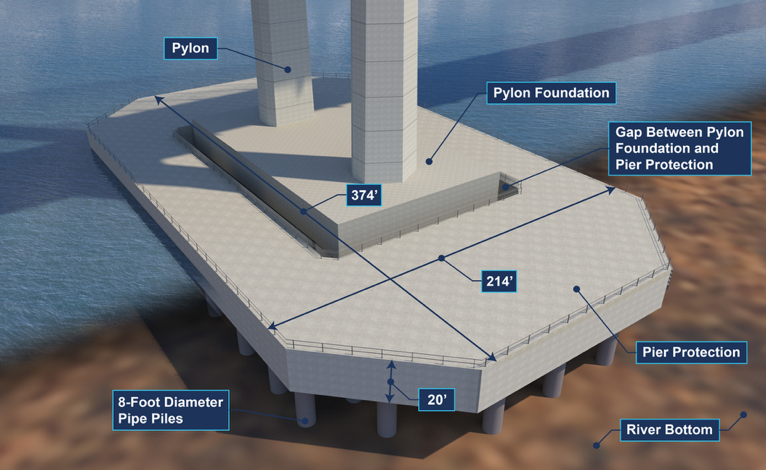 Pylon
Pylon Foundation
Gap Between Pylon
Foundation and
Pier Protection
374'
214'
Pier Protection
20'
8-Foot Diameter
Pipe Piles
River Bottom